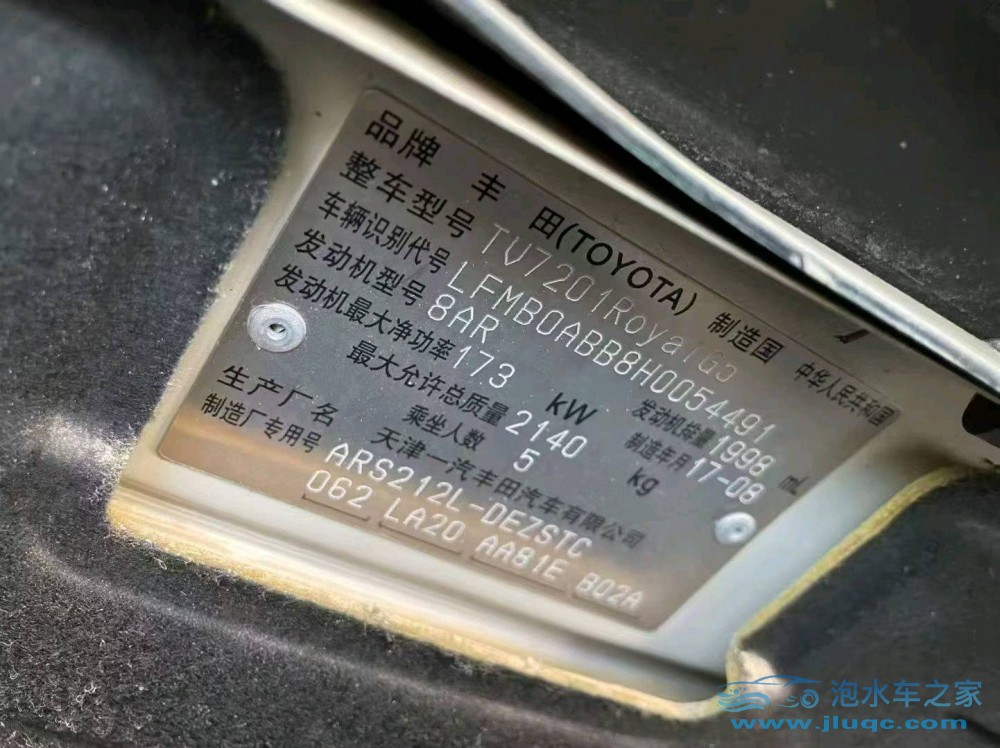 品牌 丰田(TOYOTA) 制造国 中华人民共和国
整车型号 TV7201RoyalGS
车辆识别代号 LFMB0ABB8H0054491
发动机型号 8AR 发动机排量 1998 mL
发动机最大净功率 173 kW 制造年月 17-08
最大允许总质量 2140 kg
乘坐人数 5
生产厂名 天津一汽丰田汽车有限公司
制造厂专用号 ARS212L-DEZSTC
062 LA20 AA81E B02A
泡水车之家
www.jluqc.com